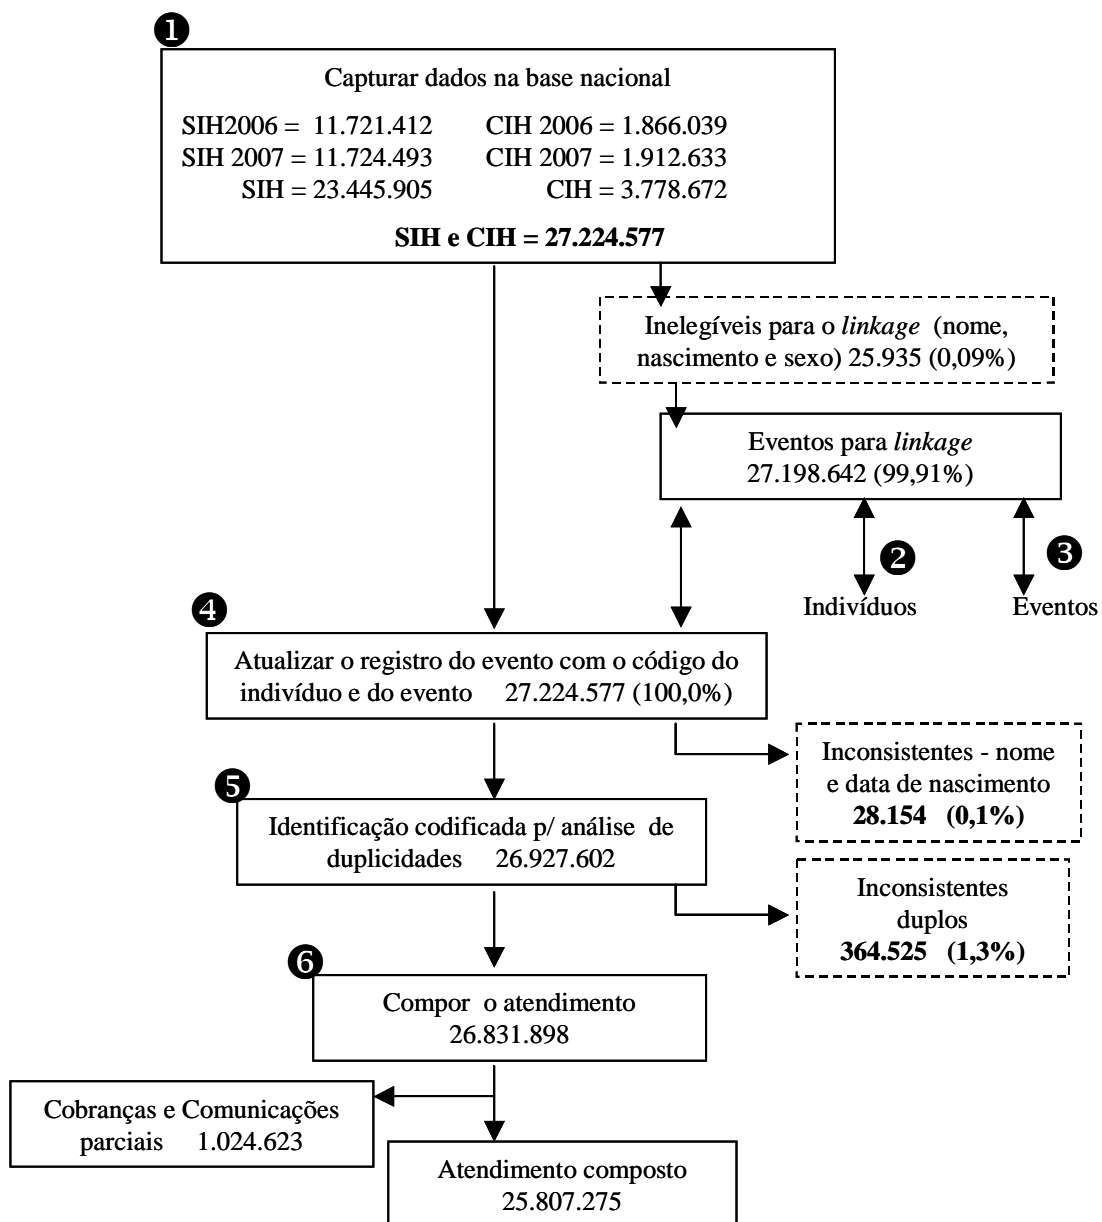 ❶
Capturar dados na base nacional
SIH2006 = 11.721.412 CIH 2006 = 1.866.039
SIH 2007 = 11.724.493 CIH 2007 = 1.912.633
SIH = 23.445.905 CIH = 3.778.672
SIH e CIH = 27.224.577
Inelegíveis para o linkage (nome,
nascimento e sexo) 25.935 (0,09%)
Eventos para linkage
27.198.642 (99,91%)
❷
❸
Indivíduos
Eventos
❹
Atualizar o registro do evento com o código do
indivíduo e do evento 27.224.577 (100,0%)
Inconsistentes - nome
e data de nascimento
28.154 (0,1%)
❺
Identificação codificada p/ análise de
duplicidades 26.927.602
Inconsistentes
duplos
364.525 (1,3%)
❻
Compor o atendimento
26.831.898
Cobranças e Comunicações
parciais 1.024.623
Atendimento composto
25.807.275